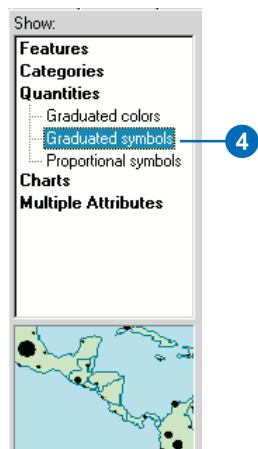 Show:
Features
Categories
Quantities
Graduated colors
Graduated symbols
4
Proportional symbols
Charts
Multiple Attributes